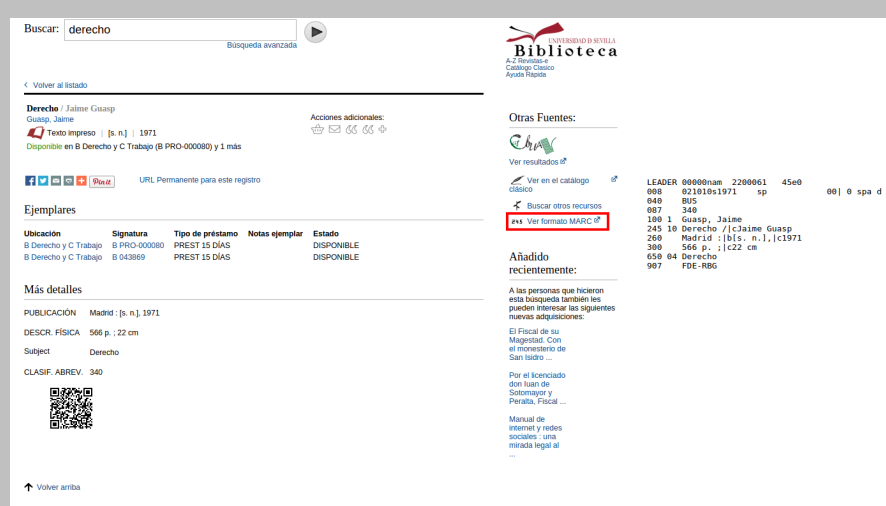 Buscar: derecho
Búsqueda avanzada
Volver al listado
Derecho / Jaime Guasp
Guasp, Jaime
Texto impreso | [s. n.] | 1971
Disponible en B Derecho y C Trabajo (B PRO-000080) y 1 más
Acciones adicionales:
Pin it
URL Permanente para este registro
Ejemplares
Ubicación Signatura Tipo de préstamo Notas ejemplar Estado
B Derecho y C Trabajo B PRO-000080 PREST 15 DÍAS DISPONIBLE
B Derecho y C Trabajo B 043869 PREST 15 DÍAS DISPONIBLE
Más detalles
PUBLICACIÓN Madrid : [s. n.], 1971
DESCR. FÍSICA 566 p. ; 22 cm
Subject Derecho
CLASIF. ABREV. 340
Volver arriba
UNIVERSIDAD D SEVILLA
Biblioteca
A-Z Revistas-e
Catálogo Clasico
Ayuda Rápida
Otras Fuentes:
Ver resultados
Ver en el catálogo
clásico
Buscar otros recursos
245 Ver formato MARC
Añadido
recientemente:
A las personas que hicieron
esta búsqueda también les
pueden interesar las siguientes
nuevas adquisiciones:
El Fiscal de su
Magestad. Con
el monesterio de
San Isidro ...
Por el licenciado
don Iuan de
Sotomayor y
Peralta, Fiscal ...
Manual de
internet y redes
sociales : una
mirada legal al
...
LEADER 00000nam 2200061 45e0
008 021010s1971 sp 00| 0 spa d
040 BUS
087 340
100 1 Guasp, Jaime
245 10 Derecho /|cJaime Guasp
260 Madrid :|b[s. n.],|c1971
300 566 p. ;|c22 cm
650 04 Derecho
907 FDE-RBG